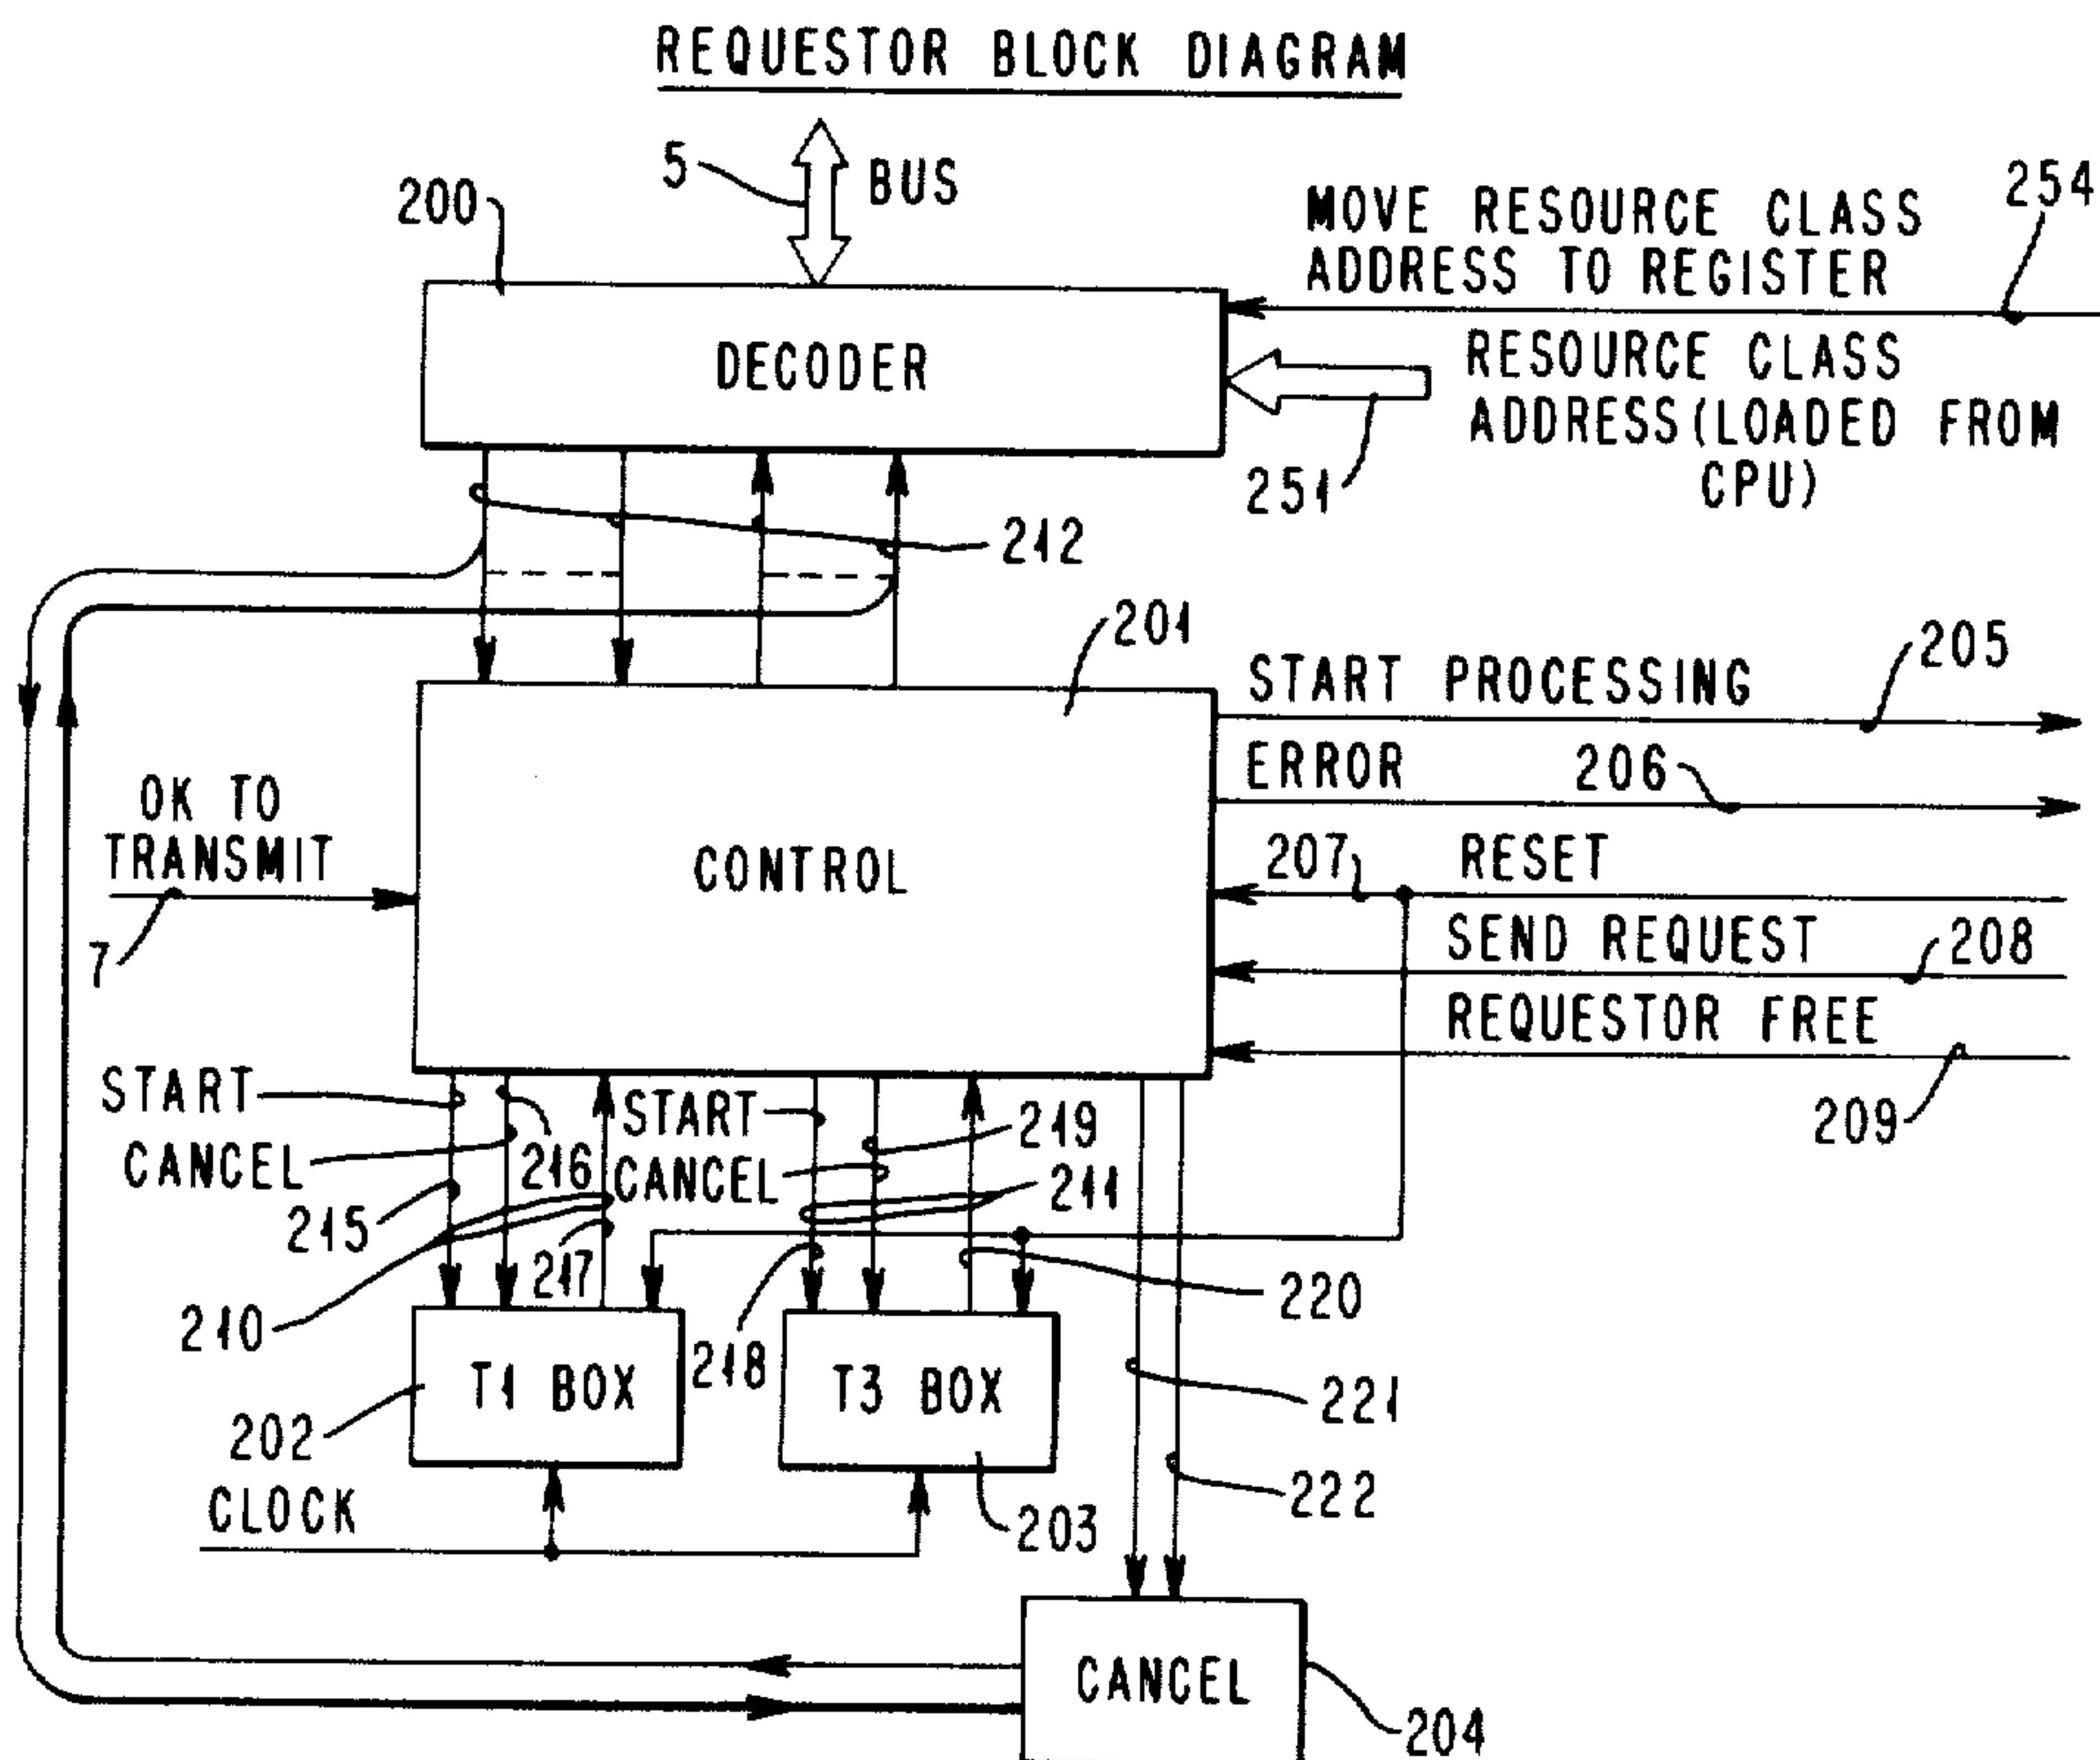 REQUESTOR BLOCK DIAGRAM
5
BUS
200
254
MOVE RESOURCE CLASS
ADDRESS TO REGISTER
DECODER
RESOURCE CLASS
ADDRESS (LOADED FROM
CPU)
251
212
201
START PROCESSING
205
ERROR
206
OK TO
TRANSMIT
7
CONTROL
207
RESET
SEND REQUEST
208
REQUESTOR FREE
209
START
CANCEL
215
216
210
217
START
CANCEL
219
211
218
220
T1 BOX
202
T3 BOX
203
221
222
CLOCK
CANCEL
204